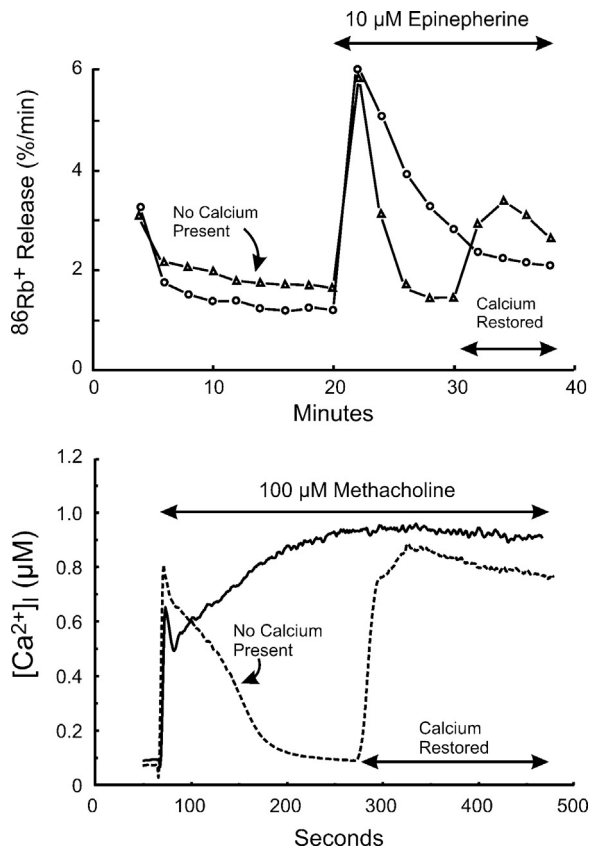 10 µM Epinepherine
6
4
2
0
86Rb+ Release (%/min)
No Calcium
Present
Calcium
Restored
0
10
20
30
40
Minutes
1.2
1.0
0.8
0.6
0.4
0.2
0
[Ca2+]I (µM)
100 µM Methacholine
No Calcium
Present
Calcium
Restored
0
100
200
300
400
500
Seconds